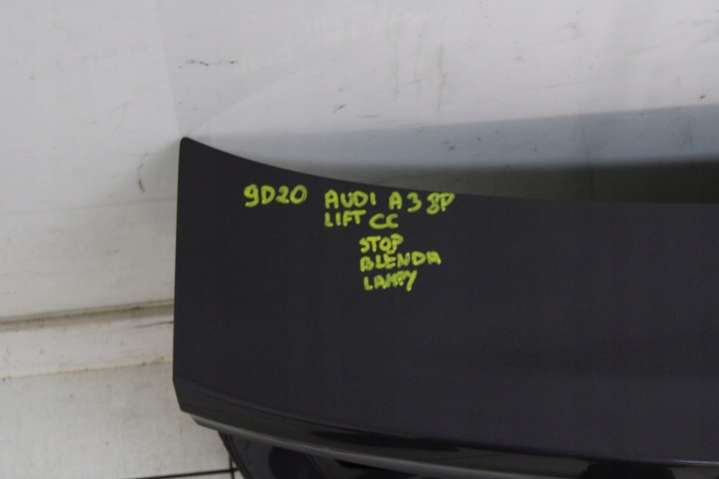 9D20 AUDI A3 8P
LIFT CC
STOP
BLENDA
LAMPY